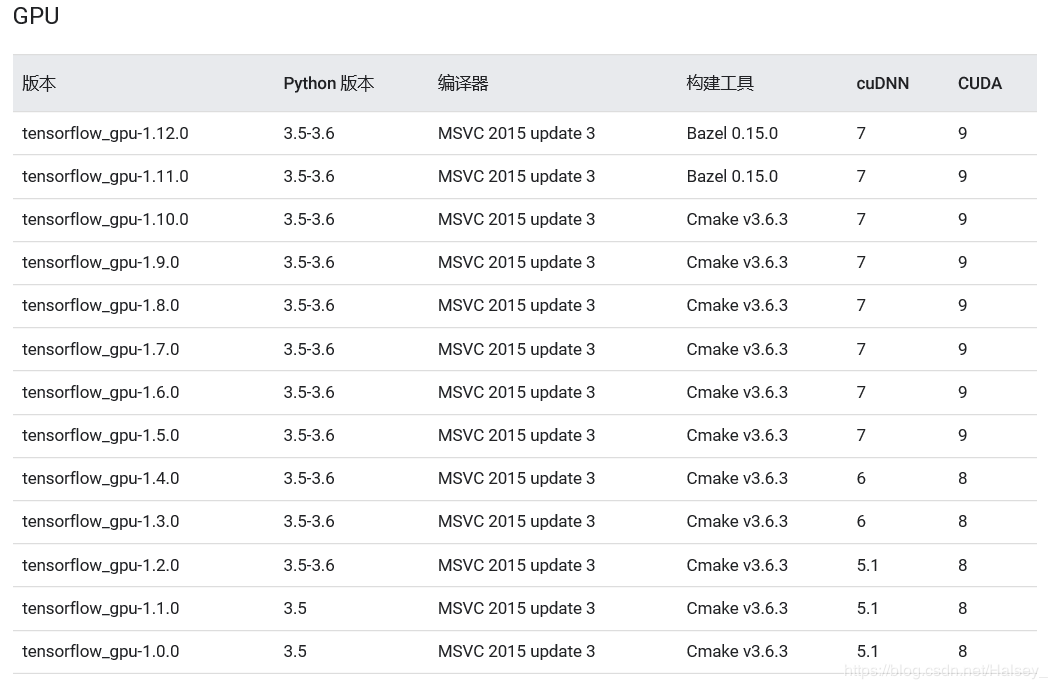 GPU
版本 Python 版本 编译器 构建工具 cuDNN CUDA
tensorflow_gpu-1.12.0 3.5-3.6 MSVC 2015 update 3 Bazel 0.15.0 7 9
tensorflow_gpu-1.11.0 3.5-3.6 MSVC 2015 update 3 Bazel 0.15.0 7 9
tensorflow_gpu-1.10.0 3.5-3.6 MSVC 2015 update 3 Cmake v3.6.3 7 9
tensorflow_gpu-1.9.0 3.5-3.6 MSVC 2015 update 3 Cmake v3.6.3 7 9
tensorflow_gpu-1.8.0 3.5-3.6 MSVC 2015 update 3 Cmake v3.6.3 7 9
tensorflow_gpu-1.7.0 3.5-3.6 MSVC 2015 update 3 Cmake v3.6.3 7 9
tensorflow_gpu-1.6.0 3.5-3.6 MSVC 2015 update 3 Cmake v3.6.3 7 9
tensorflow_gpu-1.5.0 3.5-3.6 MSVC 2015 update 3 Cmake v3.6.3 7 9
tensorflow_gpu-1.4.0 3.5-3.6 MSVC 2015 update 3 Cmake v3.6.3 6 8
tensorflow_gpu-1.3.0 3.5-3.6 MSVC 2015 update 3 Cmake v3.6.3 6 8
tensorflow_gpu-1.2.0 3.5-3.6 MSVC 2015 update 3 Cmake v3.6.3 5.1 8
tensorflow_gpu-1.1.0 3.5 MSVC 2015 update 3 Cmake v3.6.3 5.1 8
tensorflow_gpu-1.0.0 3.5 MSVC 2015 update 3 Cmake v3.6.3 5.1 8
https://blog.csdn.net/Halsey_